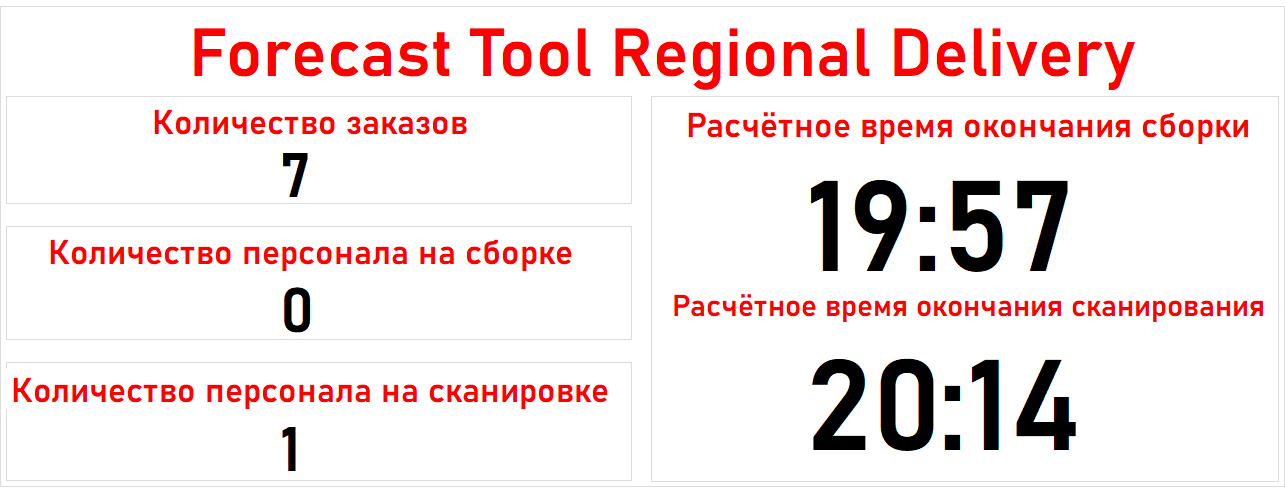 Forecast Tool Regional Delivery
Количество заказов
7
Количество персонала на сборке
0
Количество персонала на сканировке
1
Расчётное время окончания сборки
19:57
Расчётное время окончания сканирования
20:14